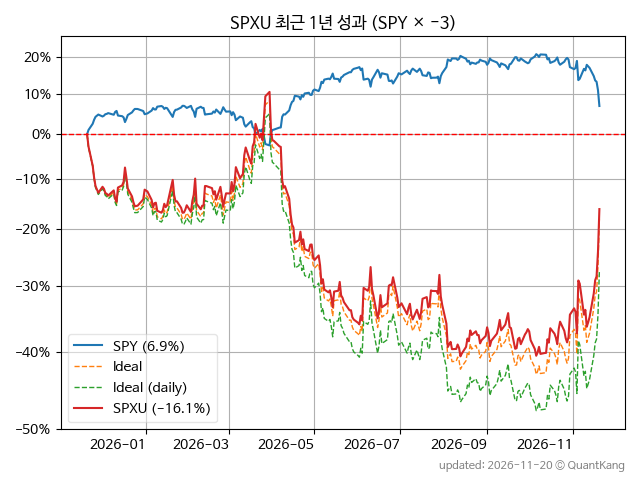 SPXU 최근 1년 성과 (SPY × −3)
20%
10%
0%
−10%
−20%
−30%
−40%
−50%
SPY (6.9%)
Ideal
Ideal (daily)
SPXU (−16.1%)
2026-01
2026-03
2026-05
2026-07
2026-09
2026-11
updated: 2026-11-20 © QuantKang